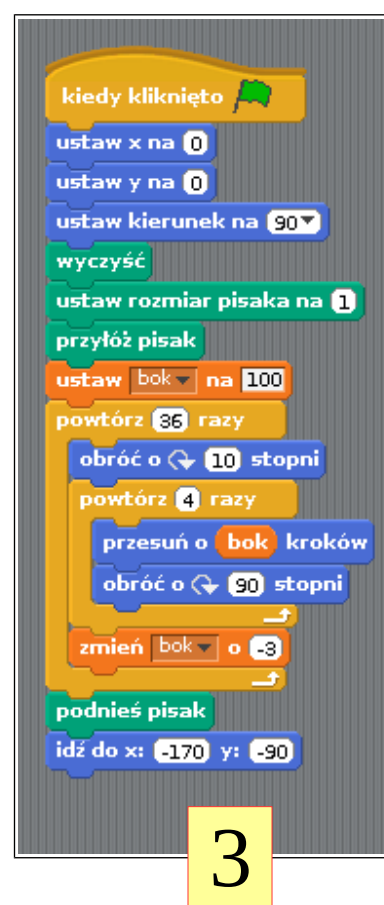 kiedy kliknięto
ustaw x na 0
ustaw y na 0
ustaw kierunek na 90
wyczyść
ustaw rozmiar pisaka na 1
przyłóż pisak
ustaw bok na 100
powtórz 36 razy
obróć o 10 stopni
powtórz 4 razy
przesuń o bok kroków
obróć o 90 stopni
zmień bok o -3
podnieś pisak
idź do x: -170 y: -90
3